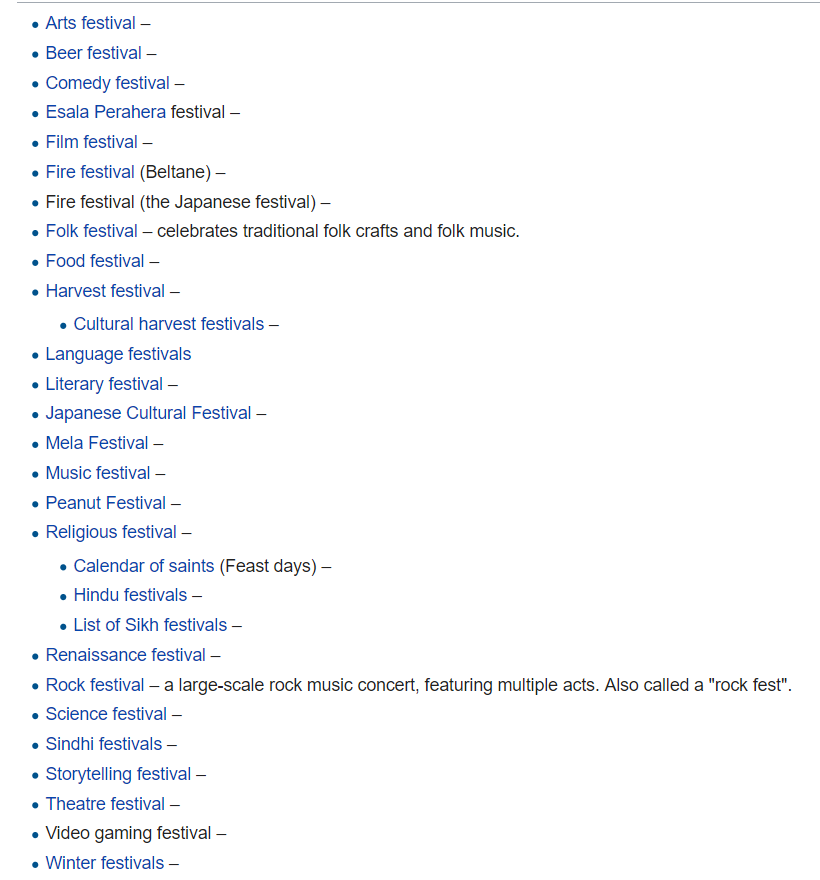 • Arts festival –
• Beer festival –
• Comedy festival –
• Esala Perahera festival –
• Film festival –
• Fire festival (Beltane) –
• Fire festival (the Japanese festival) –
• Folk festival – celebrates traditional folk crafts and folk music.
• Food festival –
• Harvest festival –
• Cultural harvest festivals –
• Language festivals
• Literary festival –
• Japanese Cultural Festival –
• Mela Festival –
• Music festival –
• Peanut Festival –
• Religious festival –
• Calendar of saints (Feast days) –
• Hindu festivals –
• List of Sikh festivals –
• Renaissance festival –
• Rock festival – a large-scale rock music concert, featuring multiple acts. Also called a "rock fest".
• Science festival –
• Sindhi festivals –
• Storytelling festival –
• Theatre festival –
• Video gaming festival –
• Winter festivals –